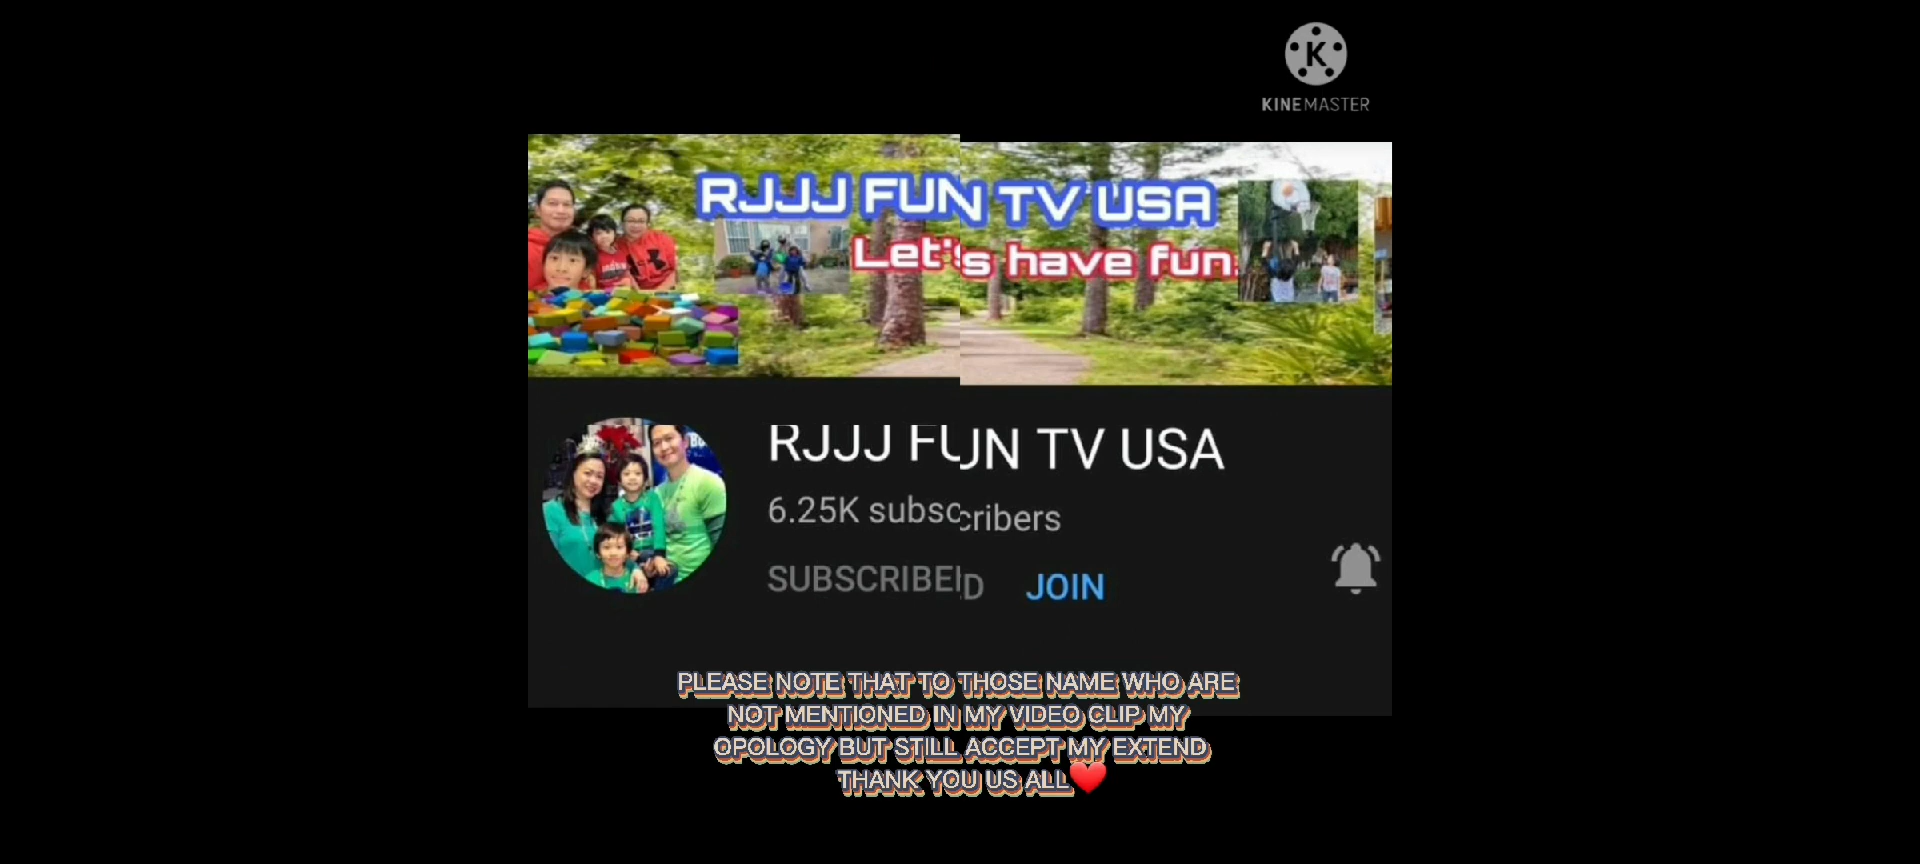 KINEMASTER
RJJJ FUN TV USA
Let's have fun.
RJJJ FUN TV USA
6.25K subscribers
SUBSCRIBED JOIN
PLEASE NOTE THAT TO THOSE NAME WHO ARE
NOT MENTIONED IN MY VIDEO CLIP MY
OPOLOGY BUT STILL ACCEPT MY EXTEND
THANK YOU US ALL❤️